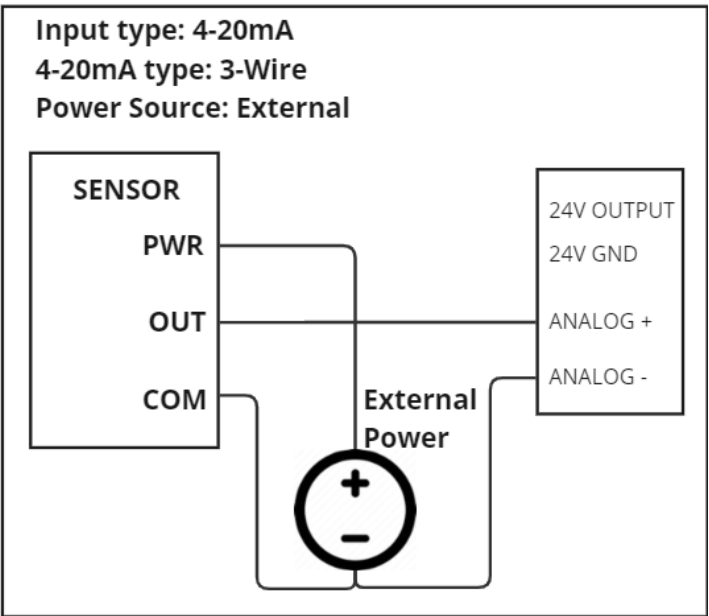 Input type: 4-20mA
4-20mA type: 3-Wire
Power Source: External
SENSOR
PWR
OUT
COM
24V OUTPUT
24V GND
ANALOG +
ANALOG -
External
Power
+
−